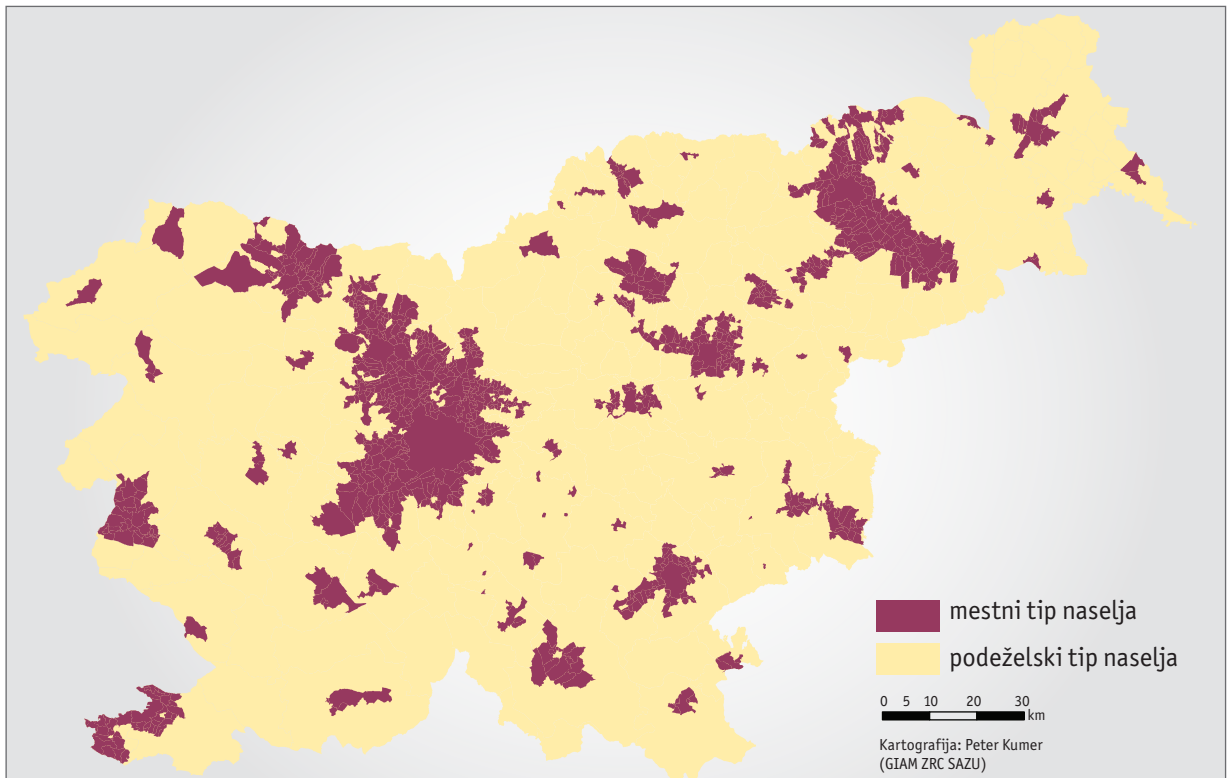 mestni tip naselja
podeželski tip naselja
0 5 10 20 30
km
Kartografija: Peter Kumer
(GIAM ZRC SAZU)